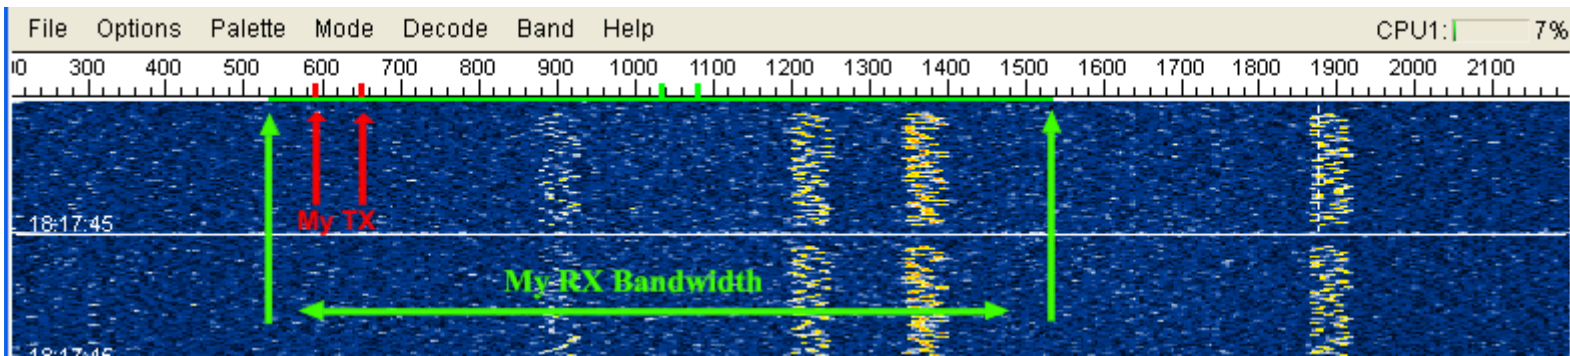 File Options Palette Mode Decode Band Help CPU1: 7%
00 300 400 500 600 700 800 900 1000 1100 1200 1300 1400 1500 1600 1700 1800 1900 2000 2100
18:17:45
My TX
My RX Bandwidth